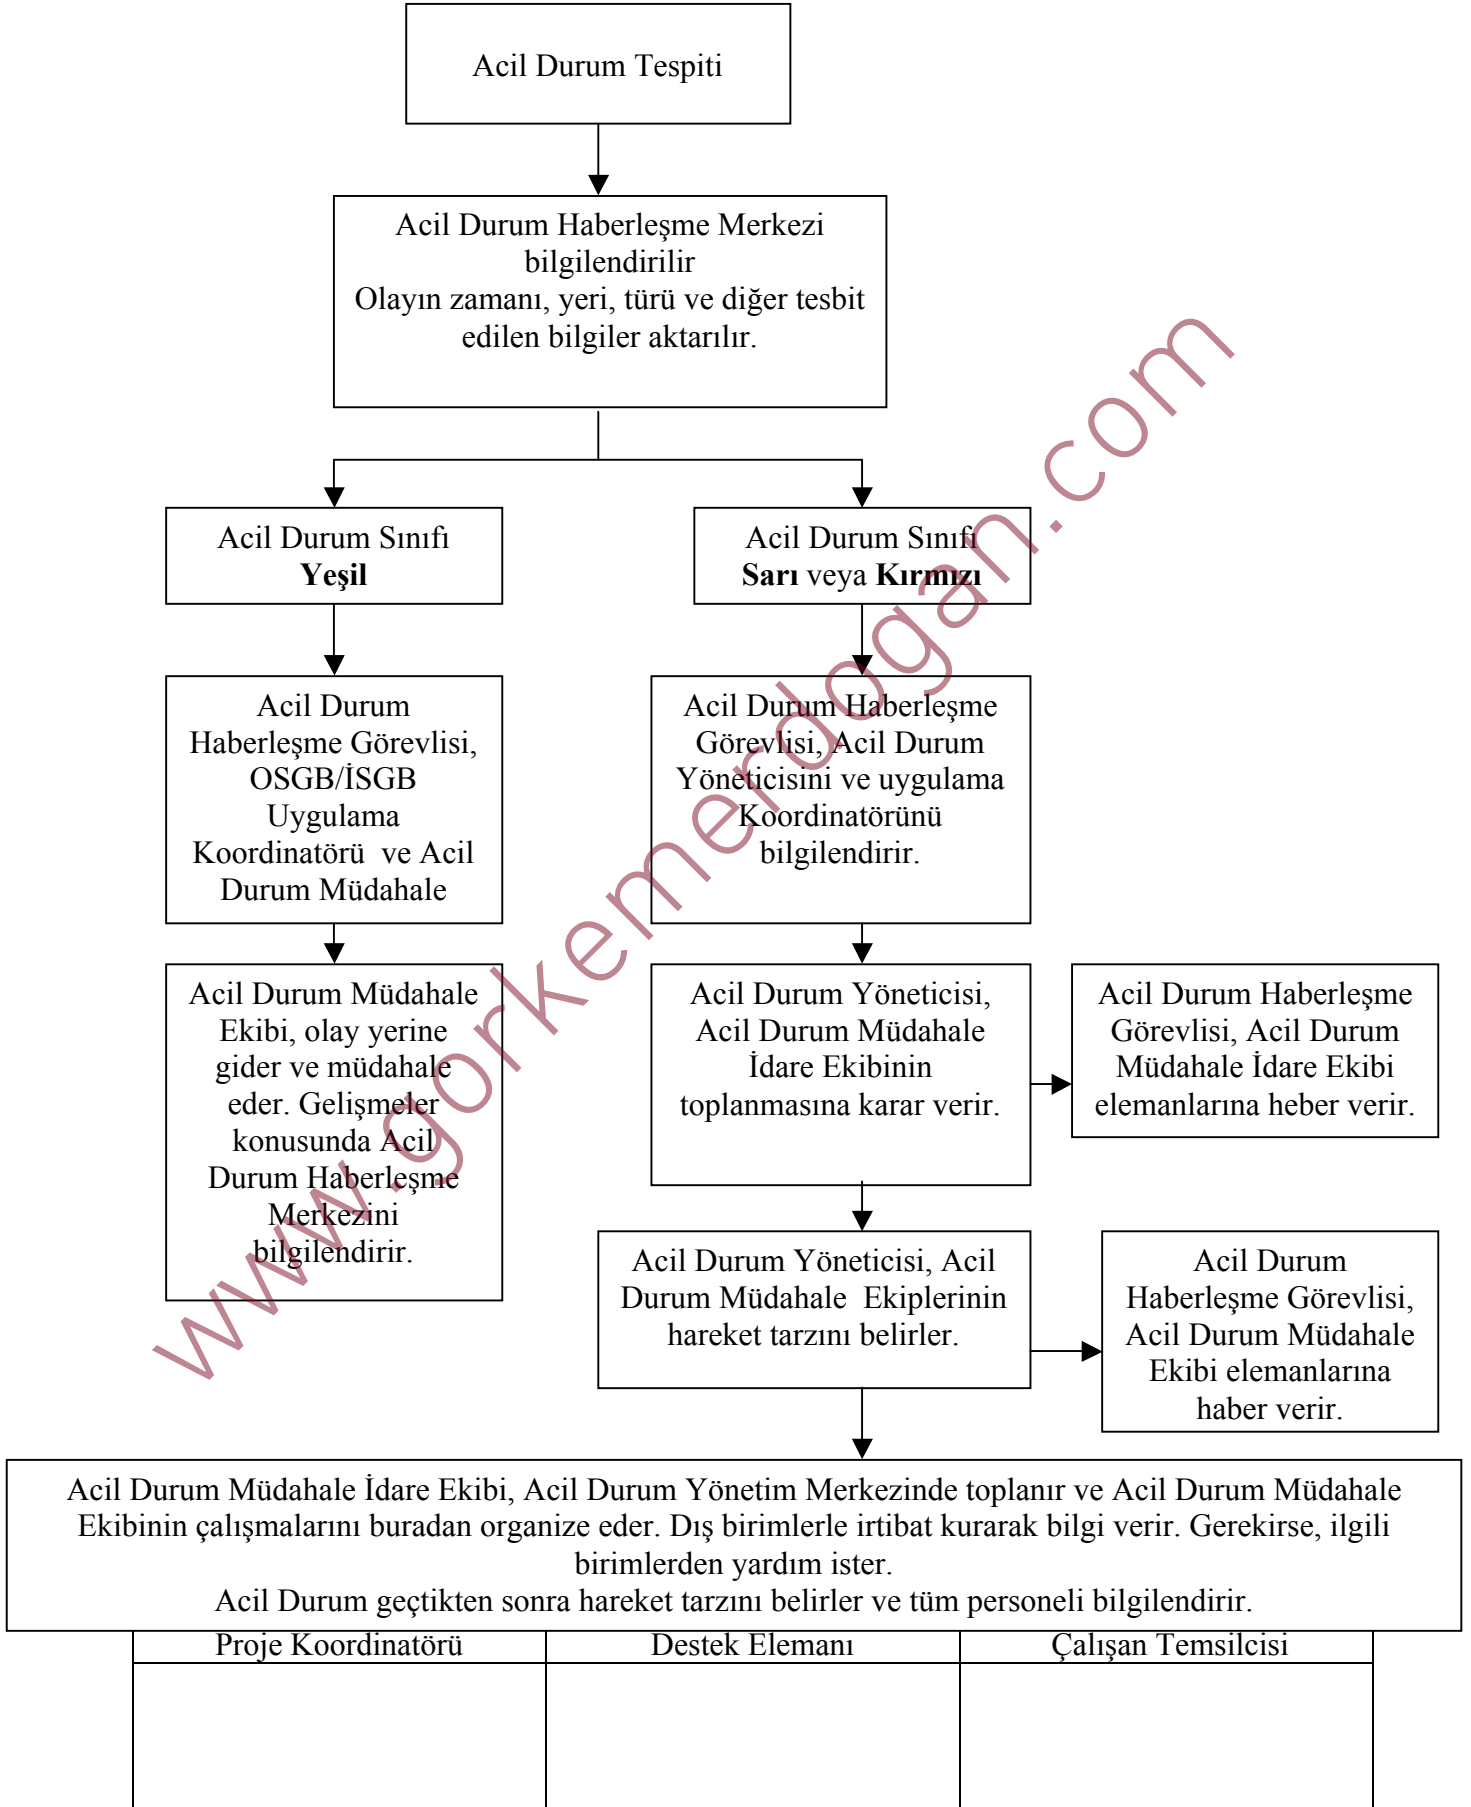 Acil Durum Tespiti
Acil Durum Haberleşme Merkezi
bilgilendirilir
Olayın zamanı, yeri, türü ve diğer tesbit
edilen bilgiler aktarılır.
Acil Durum Sınıfı
Yeşil
Acil Durum Sınıfı
Sarı veya Kırmızı
Acil Durum
Haberleşme Görevlisi,
OSGB/İSGB
Uygulama
Koordinatörü  ve Acil
Durum Müdahale
Acil Durum Haberleşme
Görevlisi, Acil Durum
Yöneticisini ve uygulama
Koordinatörünü
bilgilendirir.
Acil Durum Müdahale
Ekibi, olay yerine
gider ve müdahale
eder. Gelişmeler
konusunda Acil
Durum Haberleşme
Merkezini
bilgilendirir.
Acil Durum Yöneticisi,
Acil Durum Müdahale
İdare Ekibinin
toplanmasına karar verir.
Acil Durum Haberleşme
Görevlisi, Acil Durum
Müdahale İdare Ekibi
elemanlarına heber verir.
Acil Durum Yöneticisi, Acil
Durum Müdahale  Ekiplerinin
hareket tarzını belirler.
Acil Durum
Haberleşme Görevlisi,
Acil Durum Müdahale
Ekibi elemanlarına
haber verir.
Acil Durum Müdahale İdare Ekibi, Acil Durum Yönetim Merkezinde toplanır ve Acil Durum Müdahale
Ekibinin çalışmalarını buradan organize eder. Dış birimlerle irtibat kurarak bilgi verir. Gerekirse, ilgili
birimlerden yardım ister.
Acil Durum geçtikten sonra hareket tarzını belirler ve tüm personeli bilgilendirir.
Proje Koordinatörü
Destek Elemanı
Çalışan Temsilcisi
www.gorkemerdogan.com